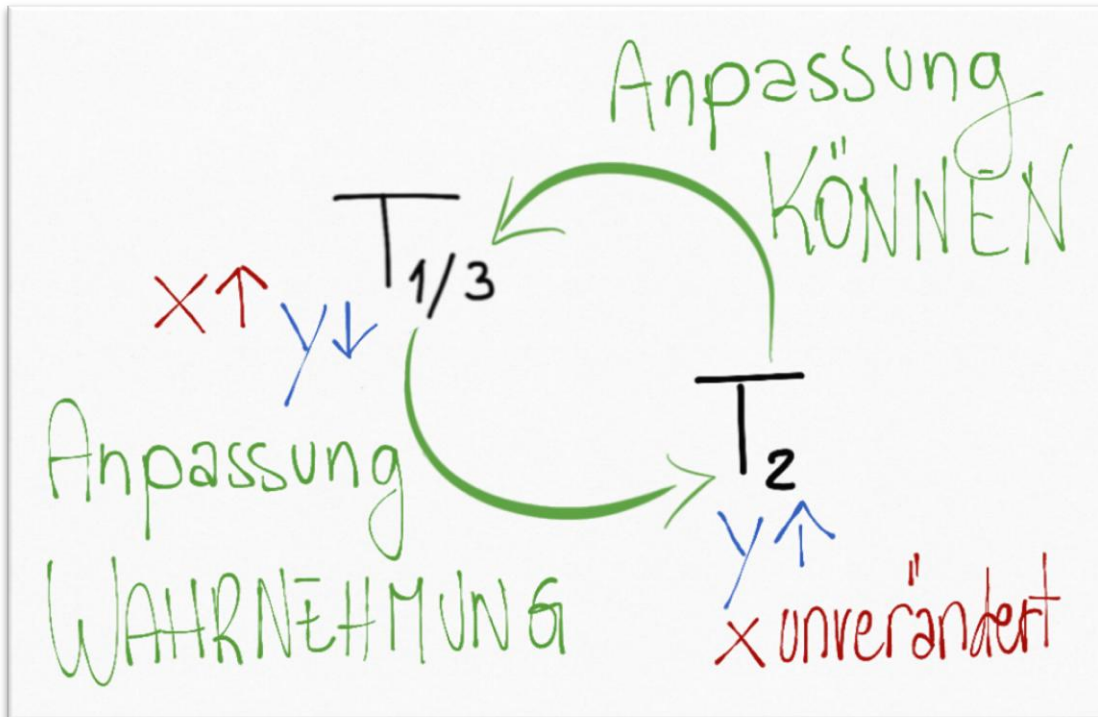 Anpassung
KÖNNEN
T1/3
X↑ y↓
Anpassung
WAHRNEHMUNG
T2
y↑
x unverändert